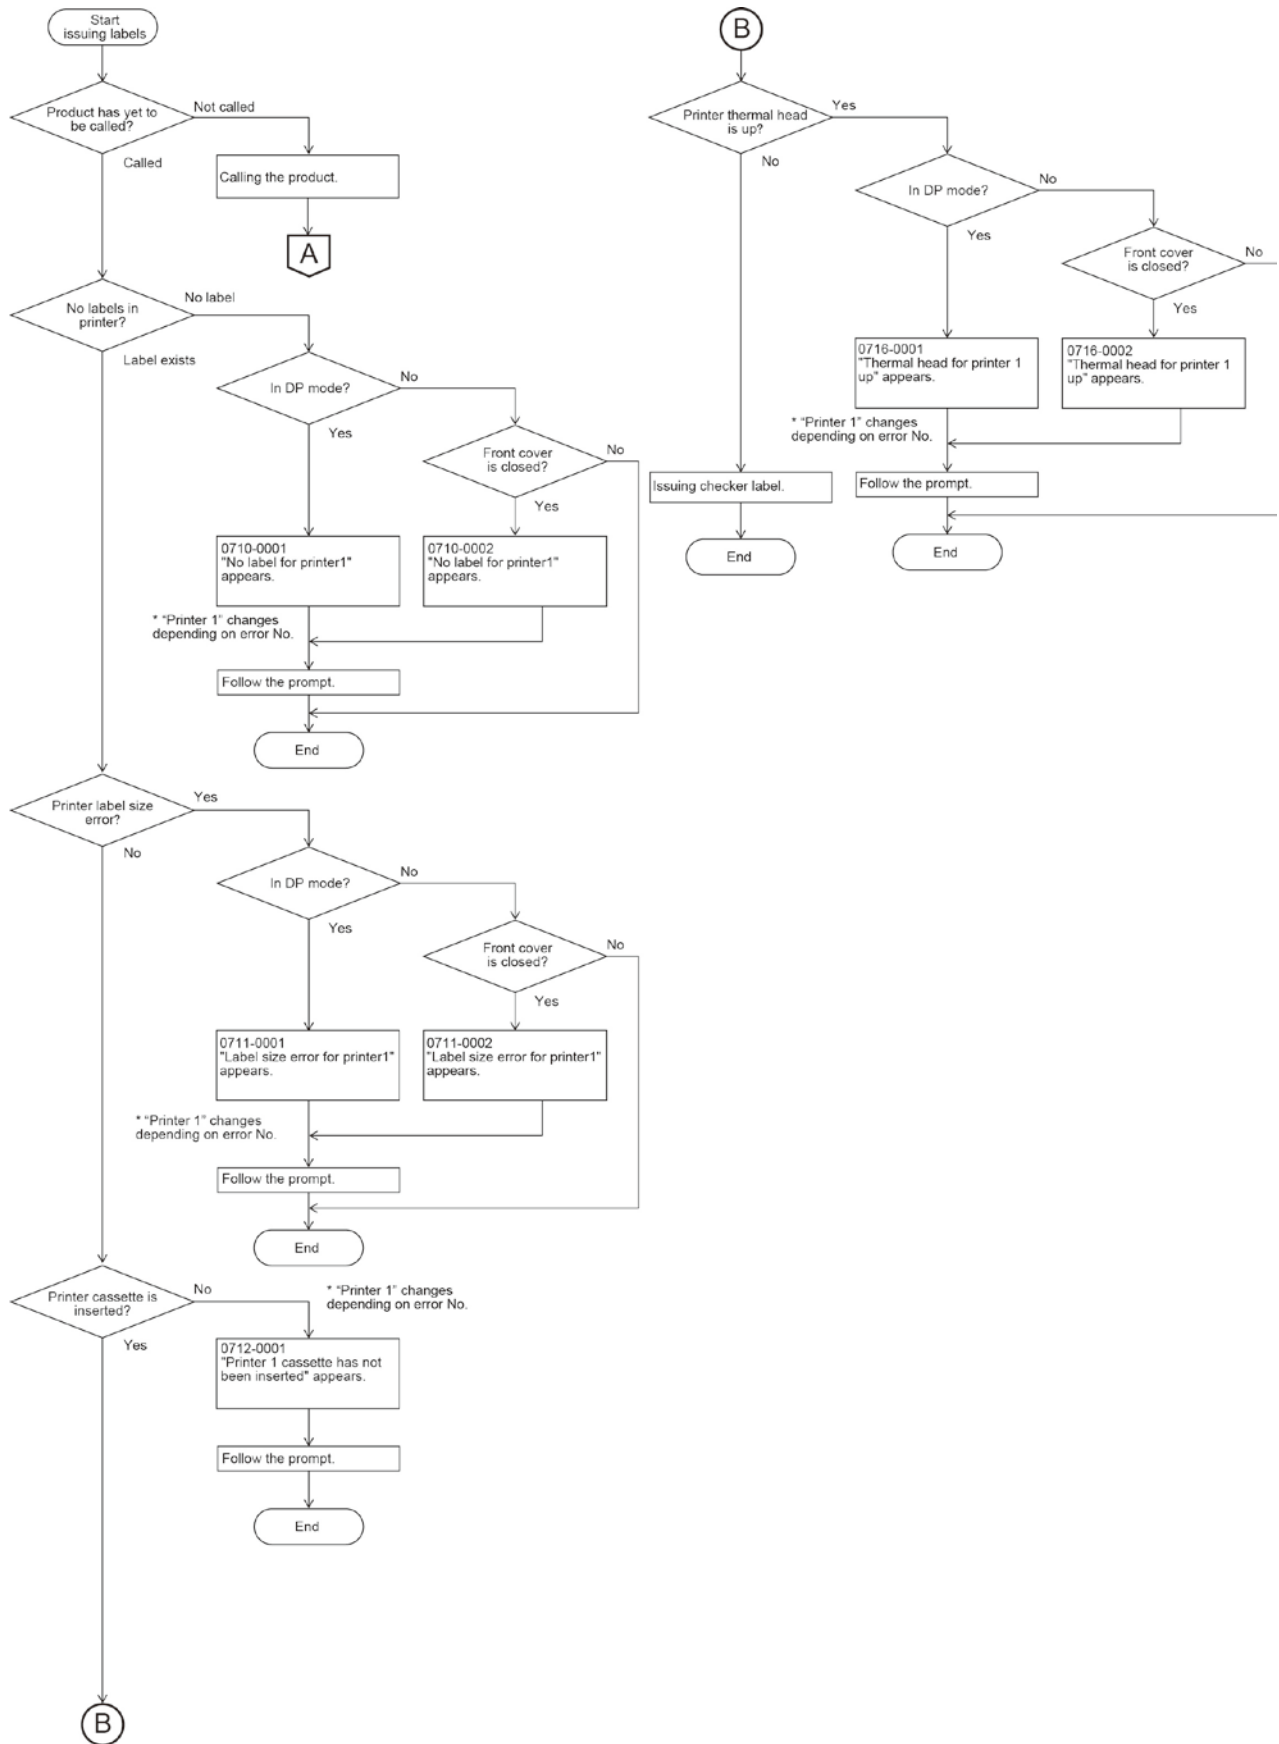 Start
issuing labels
Product has yet to
be called?
Not called
Called
Calling the product.
A
No labels in
printer?
No label
Label exists
In DP mode?
No
Yes
Front cover
is closed?
No
Yes
0710-0001
"No label for printer1"
appears.
0710-0002
"No label for printer1"
appears.
* "Printer 1" changes
depending on error No.
Follow the prompt.
End
Printer label size
error?
Yes
No
In DP mode?
No
Yes
Front cover
is closed?
No
Yes
0711-0001
"Label size error for printer1"
appears.
0711-0002
"Label size error for printer1"
appears.
* "Printer 1" changes
depending on error No.
Follow the prompt.
End
Printer cassette is
inserted?
No
Yes
* "Printer 1" changes
depending on error No.
0712-0001
"Printer 1 cassette has not
been inserted" appears.
Follow the prompt.
End
B
B
Printer thermal head
is up?
Yes
No
In DP mode?
No
Yes
Front cover
is closed?
No
Yes
0716-0001
"Thermal head for printer 1
up" appears.
0716-0002
"Thermal head for printer 1
up" appears.
* "Printer 1" changes
depending on error No.
Issuing checker label.
Follow the prompt.
End
End